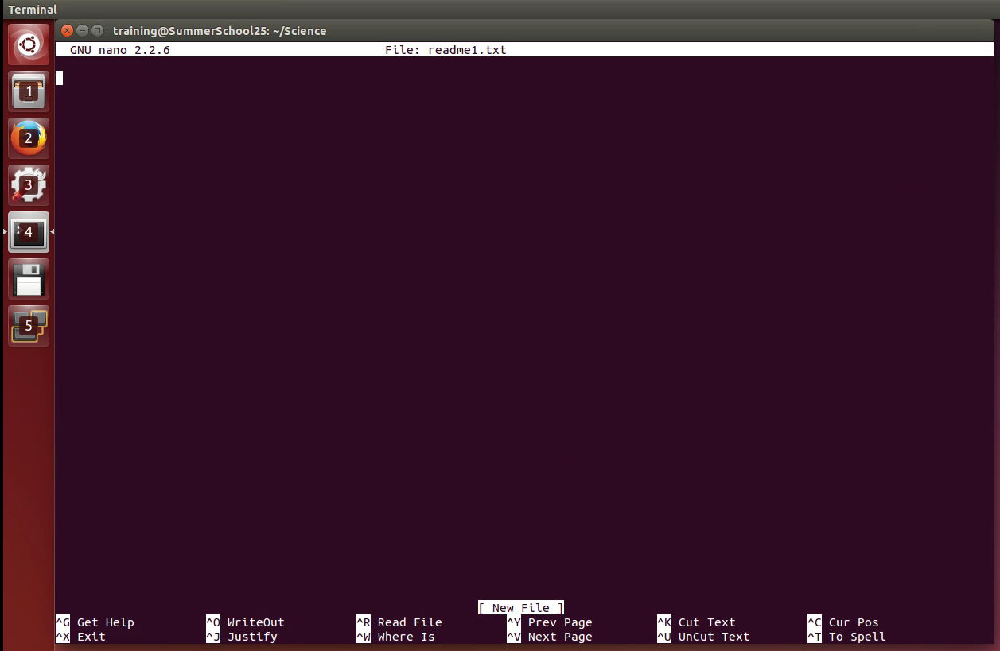 Terminal
training@SummerSchool25: ~/Science
GNU nano 2.2.6 File: readme1.txt
1
2
3
4
5
[ New File ]
^G Get Help ^O WriteOut ^R Read File ^Y Prev Page ^K Cut Text ^C Cur Pos
^X Exit ^J Justify ^W Where Is ^V Next Page ^U UnCut Text ^T To Spell